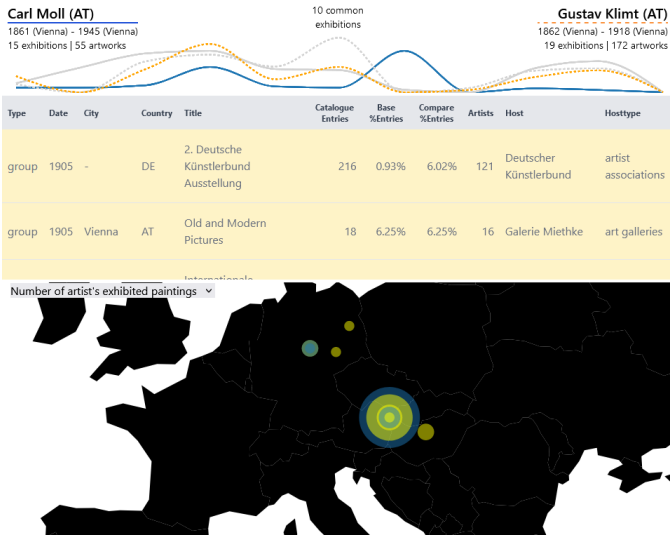 Carl Moll (AT)
1861 (Vienna) - 1945 (Vienna)
15 exhibitions | 55 artworks
10 common
exhibitions
Gustav Klimt (AT)
1862 (Vienna) - 1918 (Vienna)
19 exhibitions | 172 artworks
Type Date City Country Title Catalogue Entries Base %Entries Compare %Entries Artists Host Hosttype
group 1905 - DE 2. Deutsche Künstlerbund Ausstellung 216 0.93% 6.02% 121 Deutscher Künstlerbund artist associations
group 1905 Vienna AT Old and Modern Pictures 18 6.25% 6.25% 16 Galerie Miethke art galleries
Internationale
Number of artist's exhibited paintings